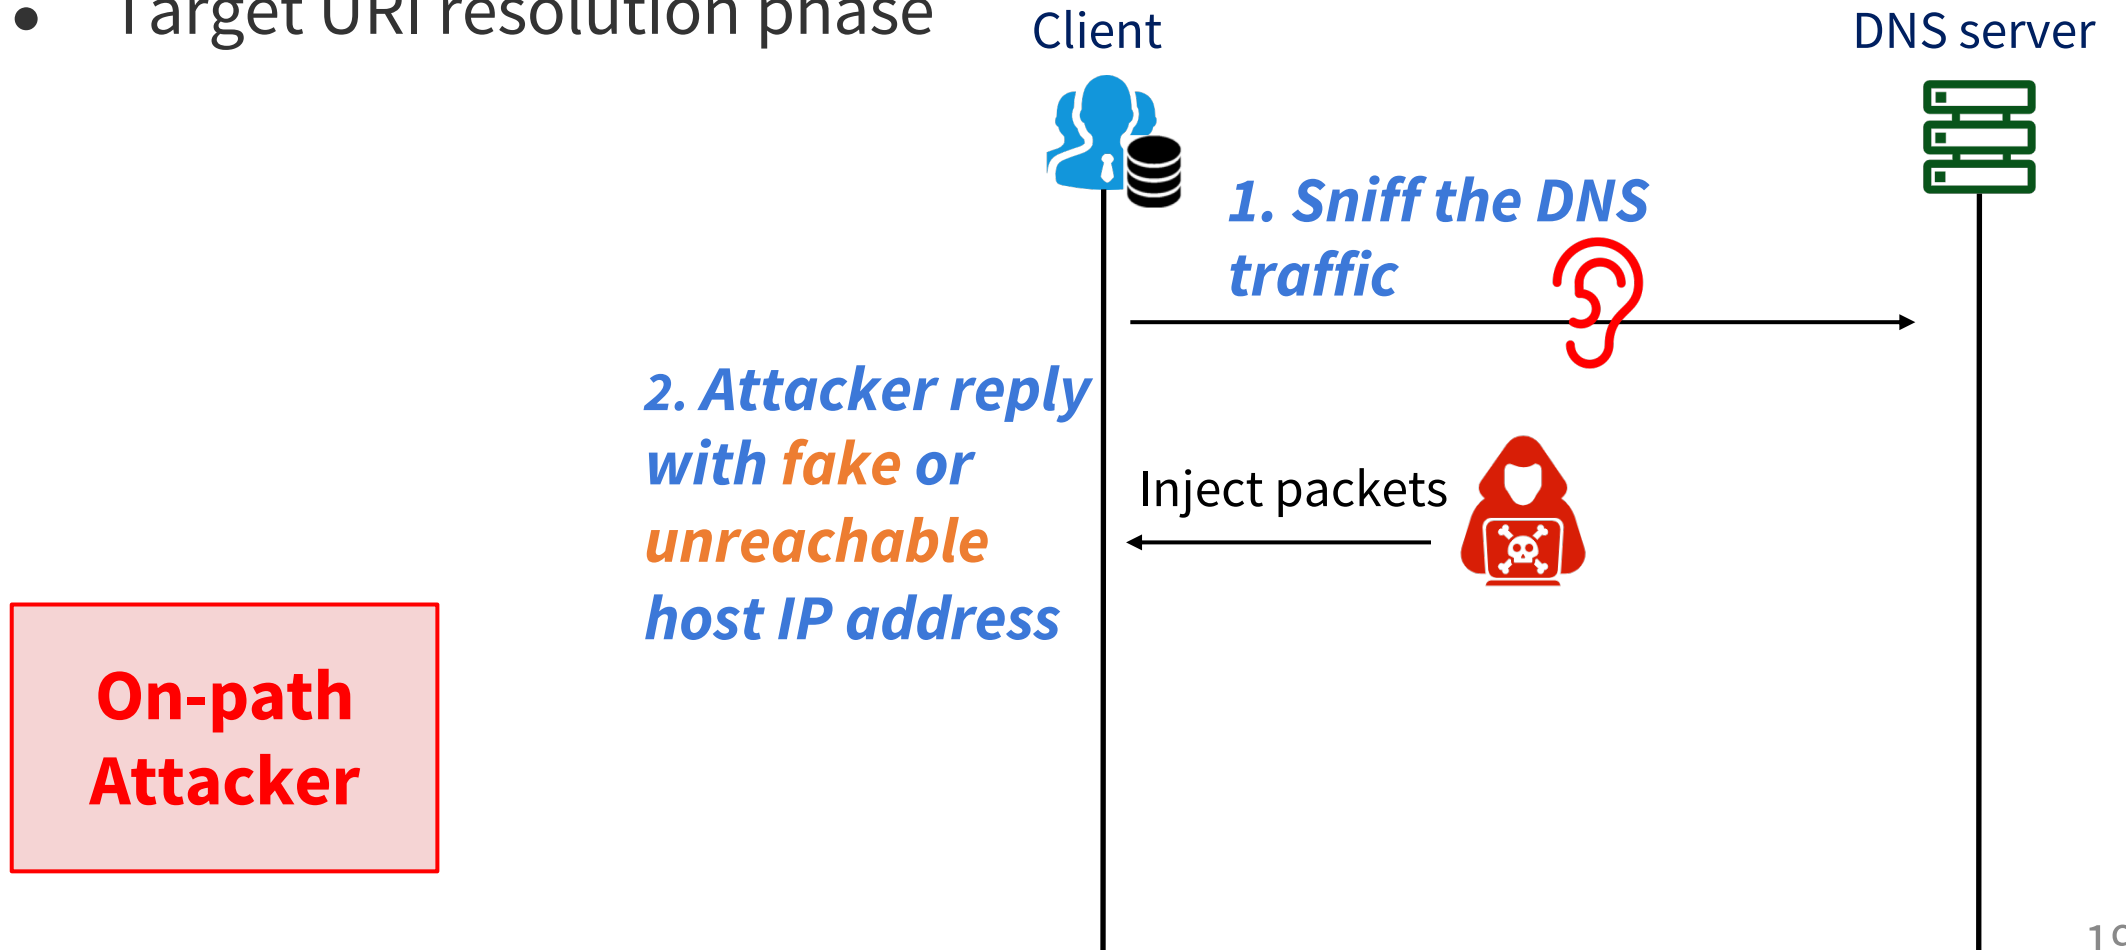 ● Target URI resolution phase
Client
DNS server
1. Sniff the DNS
traffic
2. Attacker reply
with fake or
unreachable
host IP address
Inject packets
On-path
Attacker